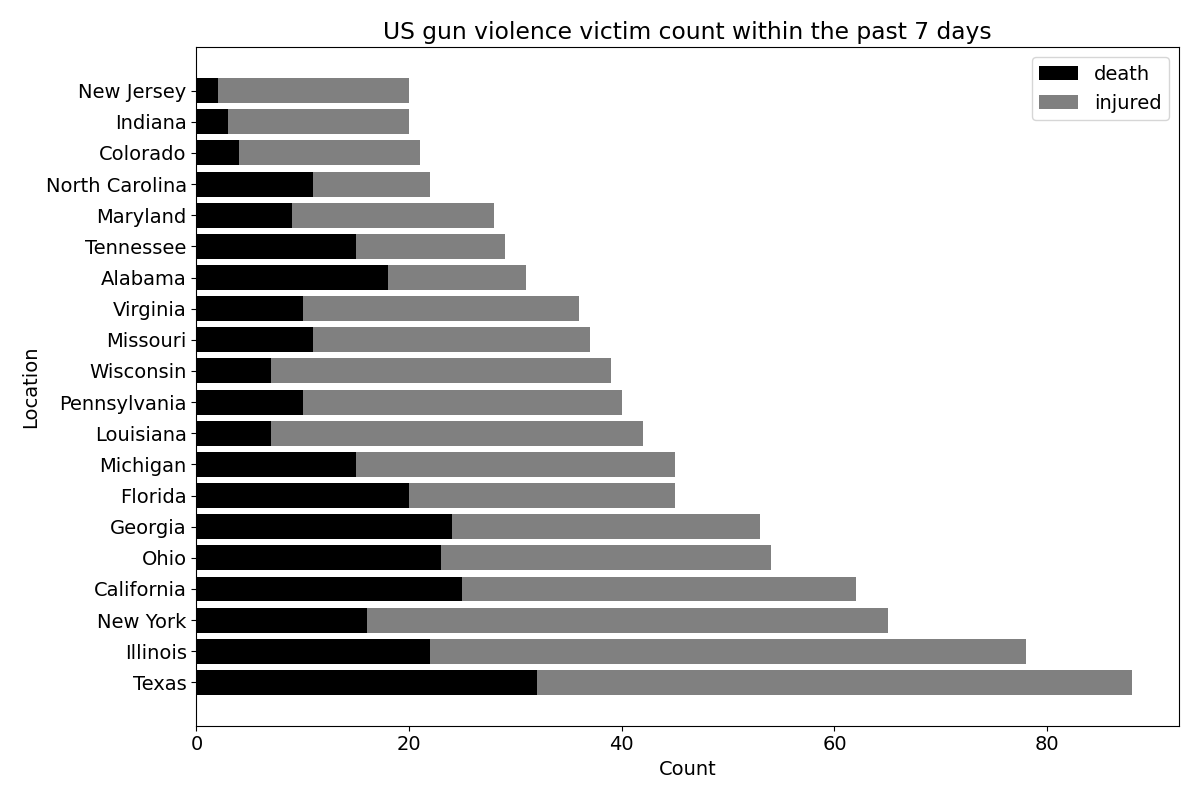 US gun violence victim count within the past 7 days
death
injured
New Jersey
Indiana
Colorado
North Carolina
Maryland
Tennessee
Alabama
Virginia
Missouri
Wisconsin
Pennsylvania
Louisiana
Michigan
Florida
Georgia
Ohio
California
New York
Illinois
Texas
Location
0 20 40 60 80
Count